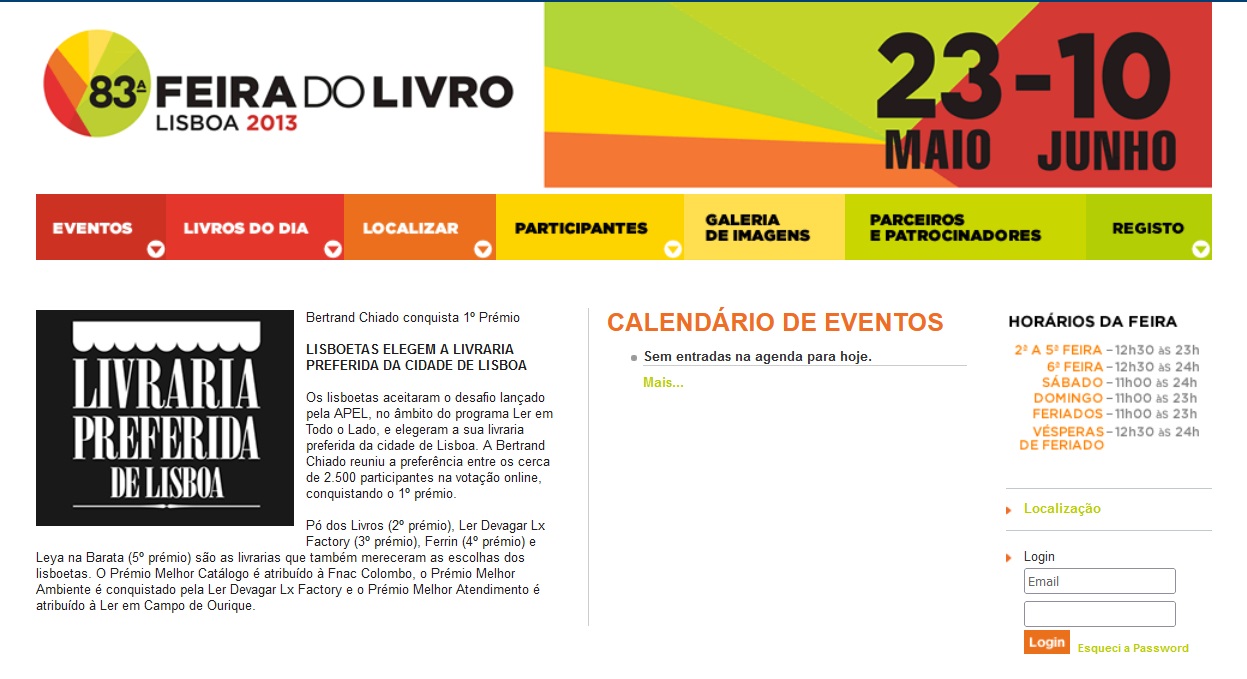 83ª FEIRA DO LIVRO
LISBOA 2013
23-10
MAIO JUNHO
EVENTOS
LIVROS DO DIA
LOCALIZAR
PARTICIPANTES
GALERIA
DE IMAGENS
PARCEIROS
E PATROCINADORES
REGISTO
LIVRARIA
PREFERIDA
DE LISBOA
Bertrand Chiado conquista 1º Prémio
LISBOETAS ELEGEM A LIVRARIA
PREFERIDA DA CIDADE DE LISBOA
Os lisboetas aceitaram o desafio lançado
pela APEL, no âmbito do programa Ler em
Todo o Lado, e elegeram a sua livraria
preferida da cidade de Lisboa. A Bertrand
Chiado reuniu a preferência entre os cerca
de 2.500 participantes na votação online,
conquistando o 1º prémio.
Pó dos Livros (2º prémio), Ler Devagar Lx
Factory (3º prémio), Ferrin (4º prémio) e
Leya na Barata (5º prémio) são as livrarias que também mereceram as escolhas dos
lisboetas. O Prémio Melhor Catálogo é atribuído à Fnac Colombo, o Prémio Melhor
Ambiente é conquistado pela Ler Devagar Lx Factory e o Prémio Melhor Atendimento é
atribuído à Ler em Campo de Ourique.
CALENDÁRIO DE EVENTOS
Sem entradas na agenda para hoje.
Mais...
HORÁRIOS DA FEIRA
2ª A 5ª FEIRA – 12h30 às 23h
6ª FEIRA – 12h30 às 24h
SÁBADO – 11h00 às 24h
DOMINGO – 11h00 às 23h
FERIADOS – 11h00 às 23h
VÉSPERAS – 12h30 às 24h
DE FERIADO
Localização
Login
Email
Login
Esqueci a Password